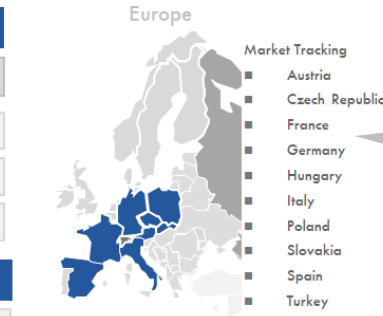 Europe
Market Tracking
■ Austria
■ Czech Republic
■ France
■ Germany
■ Hungary
■ Italy
■ Poland
■ Slovakia
■ Spain
■ Turkey